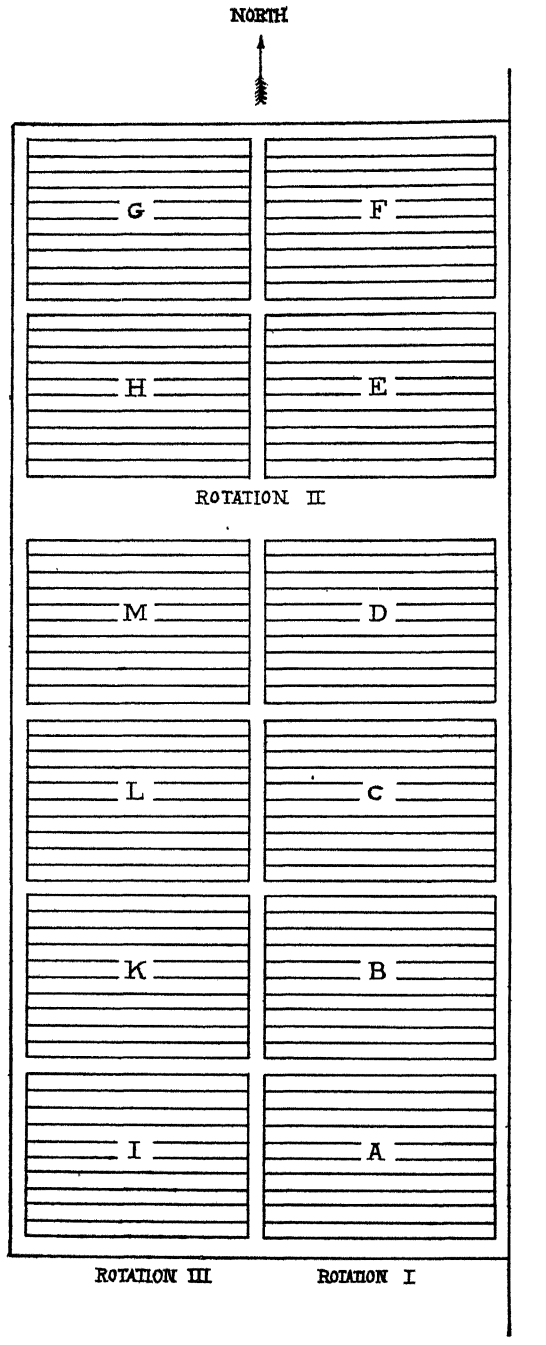 NORTH
G F
H E
ROTATION II
M D
L C
K B
I A
ROTATION III ROTATION I